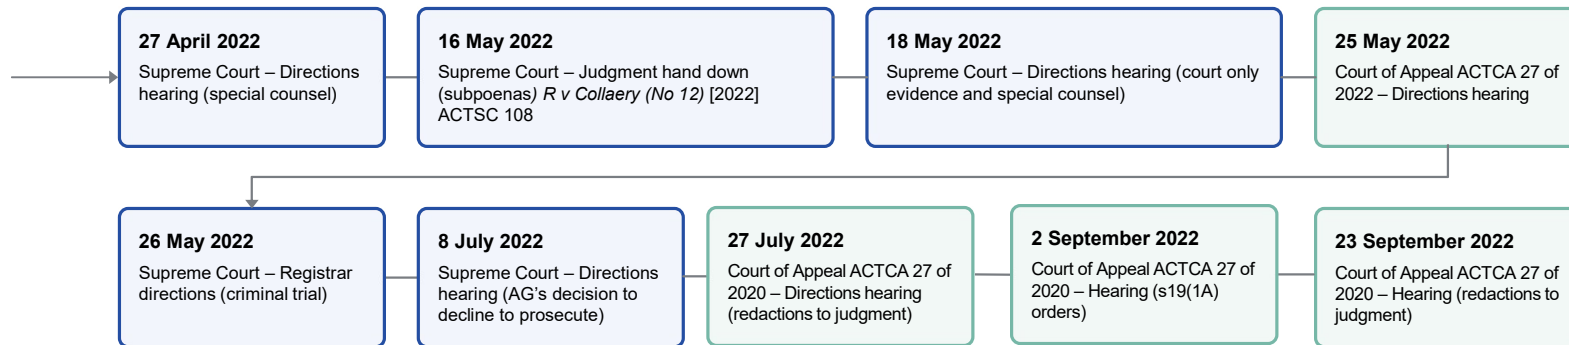 27 April 2022
Supreme Court – Directions
hearing (special counsel)
16 May 2022
Supreme Court – Judgment hand down
(subpoenas) R v Collaery (No 12) [2022]
ACTSC 108
18 May 2022
Supreme Court – Directions hearing (court only
evidence and special counsel)
25 May 2022
Court of Appeal ACTCA 27 of
2022 – Directions hearing
26 May 2022
Supreme Court – Registrar
directions (criminal trial)
8 July 2022
Supreme Court – Directions
hearing (AG’s decision to
decline to prosecute)
27 July 2022
Court of Appeal ACTCA 27 of
2020 – Directions hearing
(redactions to judgment)
2 September 2022
Court of Appeal ACTCA 27 of
2020 – Hearing (s19(1A)
orders)
23 September 2022
Court of Appeal ACTCA 27 of
2020 – Hearing (redactions to
judgment)